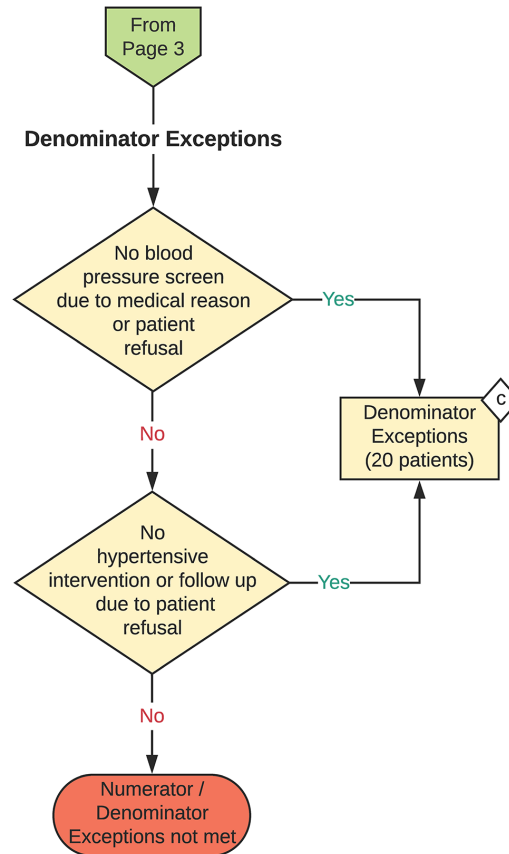 From
Page 3
Denominator Exceptions
No blood
pressure screen
due to medical reason
or patient
refusal
Yes
c
Denominator
Exceptions
(20 patients)
No
No
hypertensive
intervention or follow up
due to patient
refusal
Yes
No
Numerator /
Denominator
Exceptions not met